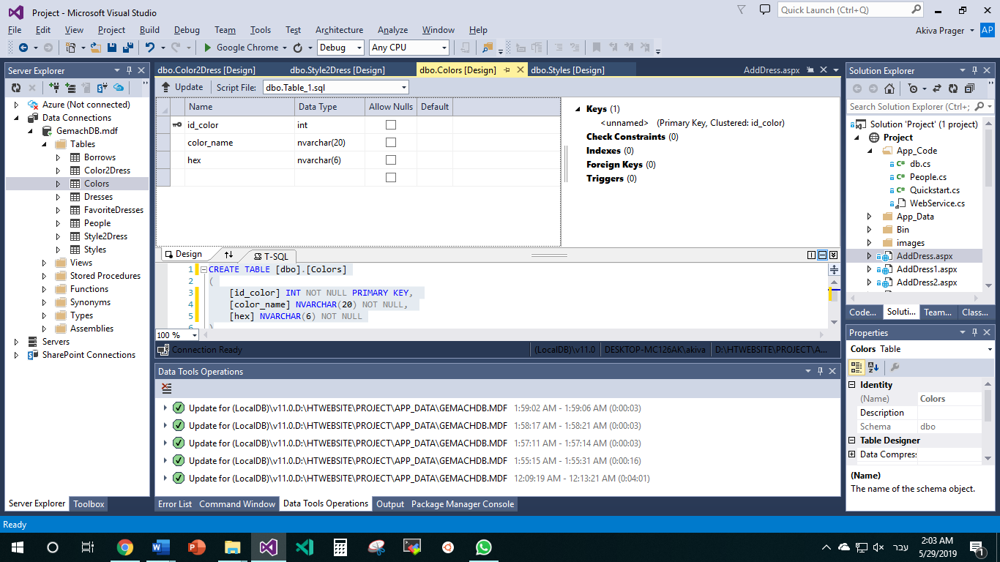 Project - Microsoft Visual Studio
Quick Launch (Ctrl+Q)
File Edit View Project Build Debug Team Tools Test Architecture Analyze Window Help
Akiva Prager AP
Google Chrome Debug Any CPU
Server Explorer
Azure (Not connected)
Data Connections
GemachDB.mdf
Tables
Borrows
Color2Dress
Colors
Dresses
FavoriteDresses
People
Style2Dress
Styles
Views
Stored Procedures
Functions
Synonyms
Types
Assemblies
Servers
SharePoint Connections
Server Explorer Toolbox
dbo.Color2Dress [Design] dbo.Style2Dress [Design] dbo.Colors [Design] dbo.Styles [Design] AddDress.aspx
Update Script File: dbo.Table_1.sql
Name Data Type Allow Nulls Default
id_color int
color_name nvarchar(20)
hex nvarchar(6)
Keys (1)
<unnamed> (Primary Key, Clustered: id_color)
Check Constraints (0)
Indexes (0)
Foreign Keys (0)
Triggers (0)
Design T-SQL
1 CREATE TABLE [dbo].[Colors]
2 (
3 [id_color] INT NOT NULL PRIMARY KEY,
4 [color_name] NVARCHAR(20) NOT NULL,
5 [hex] NVARCHAR(6) NOT NULL
6 )
100 %
Connection Ready (LocalDB)\v11.0 DESKTOP-MC126AK\akiva D:\HTWEBSITE\PROJECT\A...
Data Tools Operations
Update for (LocalDB)\v11.0.D:\HTWEBSITE\PROJECT\APP_DATA\GEMACHDB.MDF 1:59:02 AM - 1:59:06 AM (0:00:03)
Update for (LocalDB)\v11.0.D:\HTWEBSITE\PROJECT\APP_DATA\GEMACHDB.MDF 1:58:17 AM - 1:58:21 AM (0:00:03)
Update for (LocalDB)\v11.0.D:\HTWEBSITE\PROJECT\APP_DATA\GEMACHDB.MDF 1:57:11 AM - 1:57:14 AM (0:00:03)
Update for (LocalDB)\v11.0.D:\HTWEBSITE\PROJECT\APP_DATA\GEMACHDB.MDF 1:55:15 AM - 1:55:31 AM (0:00:16)
Update for (LocalDB)\v11.0.D:\HTWEBSITE\PROJECT\APP_DATA\GEMACHDB.MDF 12:09:19 AM - 12:13:21 AM (0:04:01)
Error List Command Window Data Tools Operations Output Package Manager Console
Solution Explorer
Search Solution Explorer (Ctrl+;
Solution 'Project' (1 project)
Project
App_Code
db.cs
People.cs
Quickstart.cs
WebService.cs
App_Data
Bin
images
AddDress.aspx
AddDress1.aspx
AddDress2.aspx
Code... Soluti... Team... Class...
Properties
Colors Table
Identity
(Name) Colors
Description
Schema dbo
Table Designer
Data Compres
(Name)
The name of the schema object.
Ready
עבר
2:03 AM
5/29/2019
1